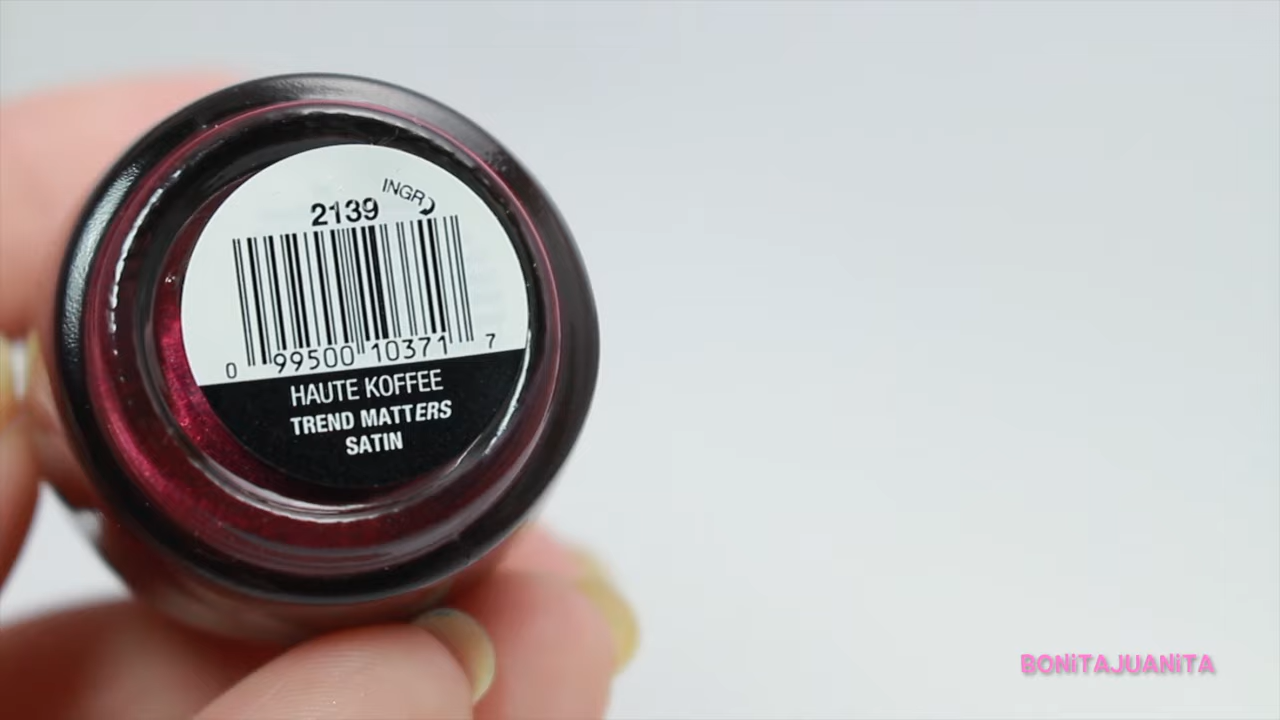 INGR
2139
0 99500 10371 7
HAUTE KOFFEE
TREND MATTERS
SATIN
BONiTAJUANiTA